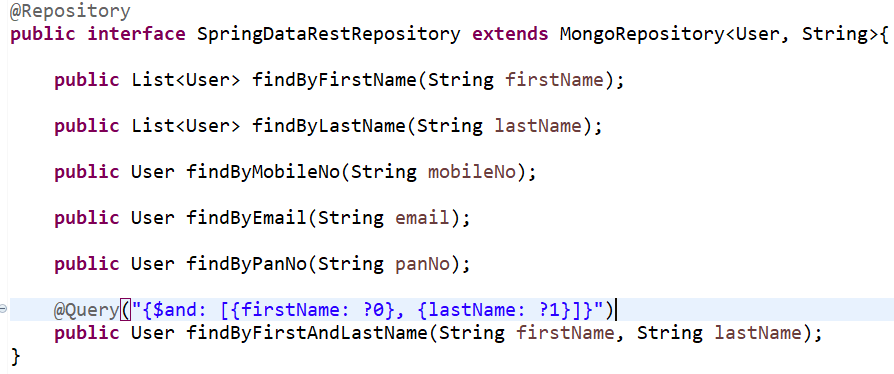 @Repository
public interface SpringDataRestRepository extends MongoRepository<User, String>{
public List<User> findByFirstName(String firstName);
public List<User> findByLastName(String lastName);
public User findByMobileNo(String mobileNo);
public User findByEmail(String email);
public User findByPanNo(String panNo);
@Query("{$and: [{firstName: ?0}, {lastName: ?1}]}")
public User findByFirstAndLastName(String firstName, String lastName);
}